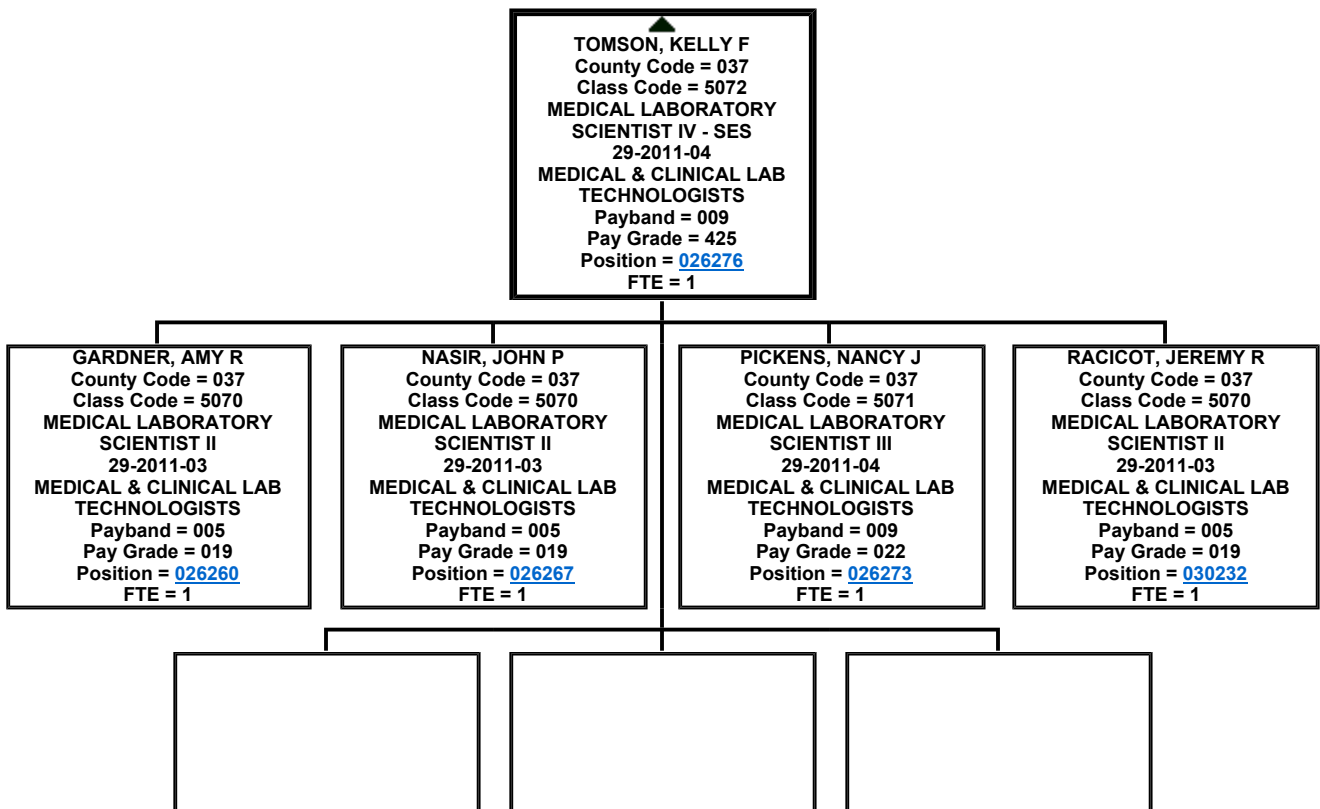 TOMSON, KELLY F
County Code = 037
Class Code = 5072
MEDICAL LABORATORY
SCIENTIST IV - SES
29-2011-04
MEDICAL & CLINICAL LAB
TECHNOLOGISTS
Payband = 009
Pay Grade = 425
Position = 026276
FTE = 1
GARDNER, AMY R
County Code = 037
Class Code = 5070
MEDICAL LABORATORY
SCIENTIST II
29-2011-03
MEDICAL & CLINICAL LAB
TECHNOLOGISTS
Payband = 005
Pay Grade = 019
Position = 026260
FTE = 1
NASIR, JOHN P
County Code = 037
Class Code = 5070
MEDICAL LABORATORY
SCIENTIST II
29-2011-03
MEDICAL & CLINICAL LAB
TECHNOLOGISTS
Payband = 005
Pay Grade = 019
Position = 026267
FTE = 1
PICKENS, NANCY J
County Code = 037
Class Code = 5071
MEDICAL LABORATORY
SCIENTIST III
29-2011-04
MEDICAL & CLINICAL LAB
TECHNOLOGISTS
Payband = 009
Pay Grade = 022
Position = 026273
FTE = 1
RACICOT, JEREMY R
County Code = 037
Class Code = 5070
MEDICAL LABORATORY
SCIENTIST II
29-2011-03
MEDICAL & CLINICAL LAB
TECHNOLOGISTS
Payband = 005
Pay Grade = 019
Position = 030232
FTE = 1